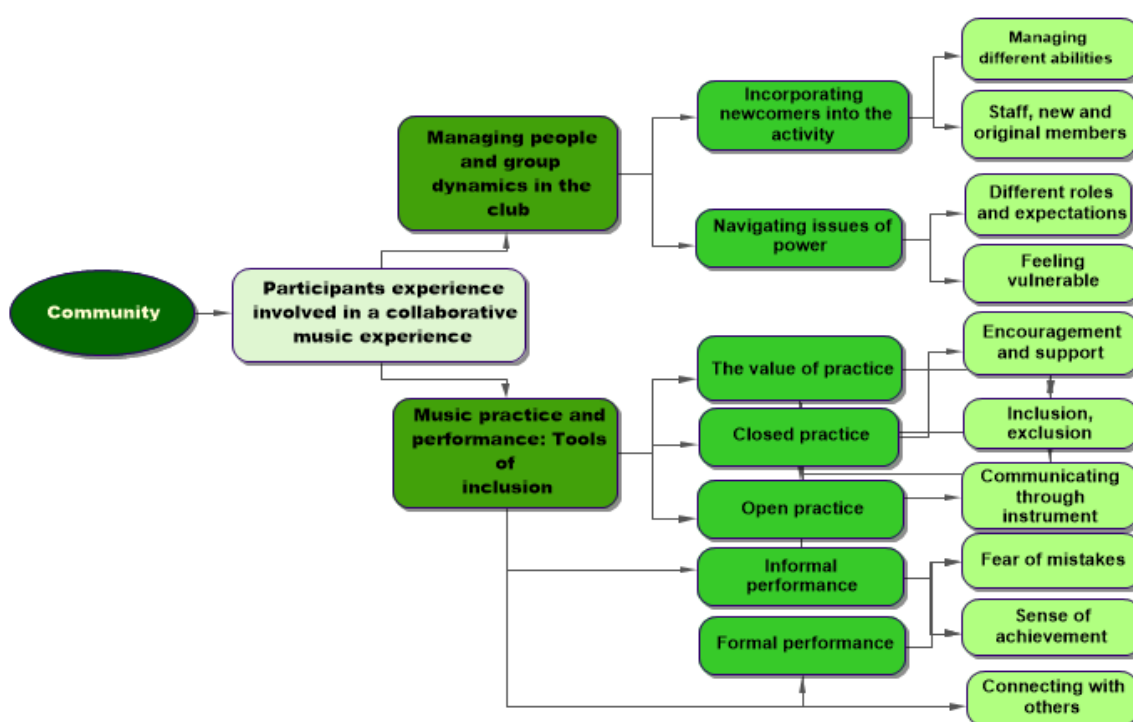 Community
Participants experience
involved in a collaborative
music experience
Managing people
and group
dynamics in the
club
Music practice and
performance: Tools
of
inclusion
Incorporating
newcomers into the
activity
Navigating issues of
power
The value of practice
Closed practice
Open practice
Informal
performance
Formal performance
Managing
different abilities
Staff, new and
original members
Different roles
and expectations
Feeling
vulnerable
Encouragement
and support
Inclusion,
exclusion
Communicating
through
instrument
Fear of mistakes
Sense of
achievement
Connecting with
others